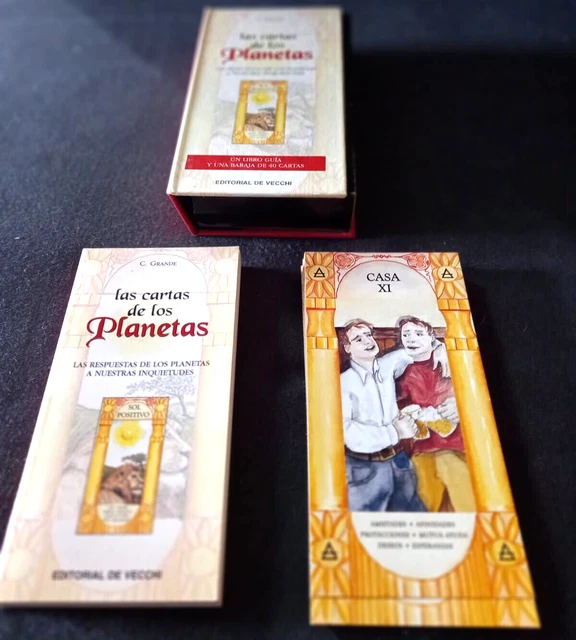 C. GRANDE
las cartas
de los
Planetas
UN LIBRO GUÍA
Y UNA BARAJA DE 40 CARTAS
EDITORIAL DE VECCHI
C. GRANDE
las cartas
de los
Planetas
LAS RESPUESTAS DE LOS PLANETAS
A NUESTRAS INQUIETUDES
SOL
POSITIVO
EDITORIAL DE VECCHI
CASA
XI
AMISTADES • AFINIDADES
PROTECCIONES • MUTUA AYUDA
DESEOS • ESPERANZAS